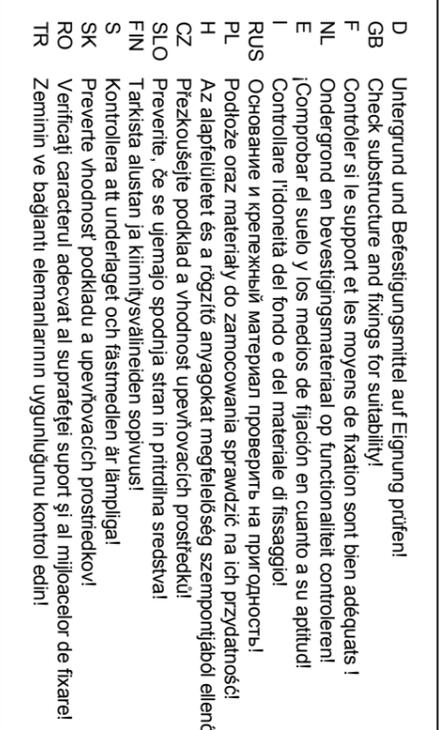 D Untergrund und Befestigungsmittel auf Eignung prüfen!
GB Check substructure and fixings for suitability!
F Contrôler si le support et les moyens de fixation sont bien adéquats !
NL Ondergrond en bevestigingsmateriaal op functionaliteit controleren!
E ¡Comprobar el suelo y los medios de fijación en cuanto a su aptitud!
I Controllare l'idoneità del fondo e del materiale di fissaggio!
RUS Основание и крепежный материал проверить на пригодность!
PL Podłoże oraz materiały do zamocowania sprawdzić na ich przydatność!
H Az alapfelületet és a rögzítő anyagokat megfelelőség szempontjából
CZ Přezkoušejte podklad a vhodnost upevňovacích prostředků!
SLO Preverite, če se ujemajo spodnja stran in pritrdilna sredstva!
FIN Tarkista alustan ja kiinnitysvälineiden sopivuus!
S Kontrollera att underlaget och fästmedlen är lämpliga!
SK Preverte vhodnosť podkladu a upevňovacích prostriedkov!
RO Verificaţi caracterul adecvat al suprafeţei suport şi al mijloacelor de fixare!
TR Zeminin ve bağlantı elemanlarının uygunluğunu kontrol edin!